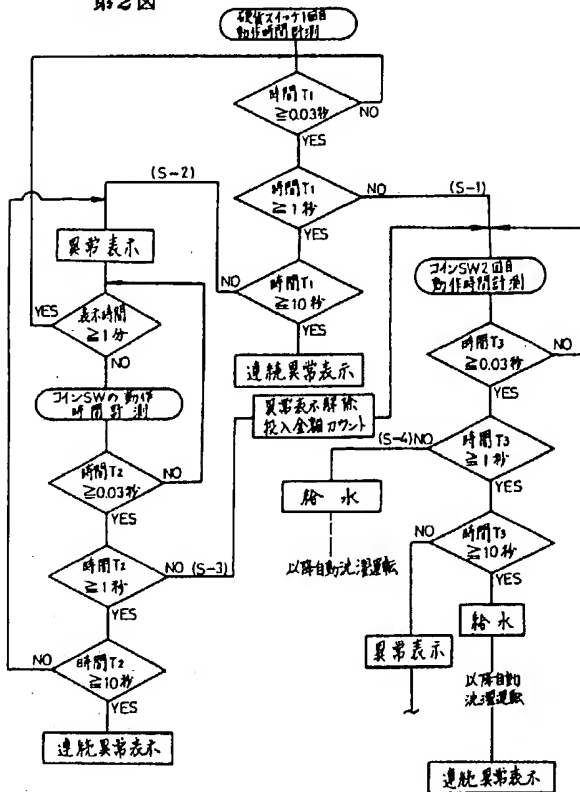 第2図
硬貨スイッチ1回目
動作時間計測
時間T1
≧0.03秒
NO
YES
(S-2)
時間T1
≧1秒
NO
(S-1)
YES
異常表示
時間T1
≧10秒
NO
YES
連続異常表示
コインSW2回目
動作時間計測
YES
表示時間
≧1分
NO
時間T3
≧0.03秒
NO
YES
コインSWの動作
時間計測
異常表示解除
投入金額カウント
時間T3
≧1秒
(S-4)NO
YES
時間T2
≧0.03秒
NO
YES
給水
以降自動洗濯運転
時間T3
≧10秒
NO
YES
時間T2
≧1秒
NO (S-3)
YES
給水
異常表示
以降自動
洗濯運転
NO
時間T2
≧10秒
YES
連続異常表示
連続異常表示